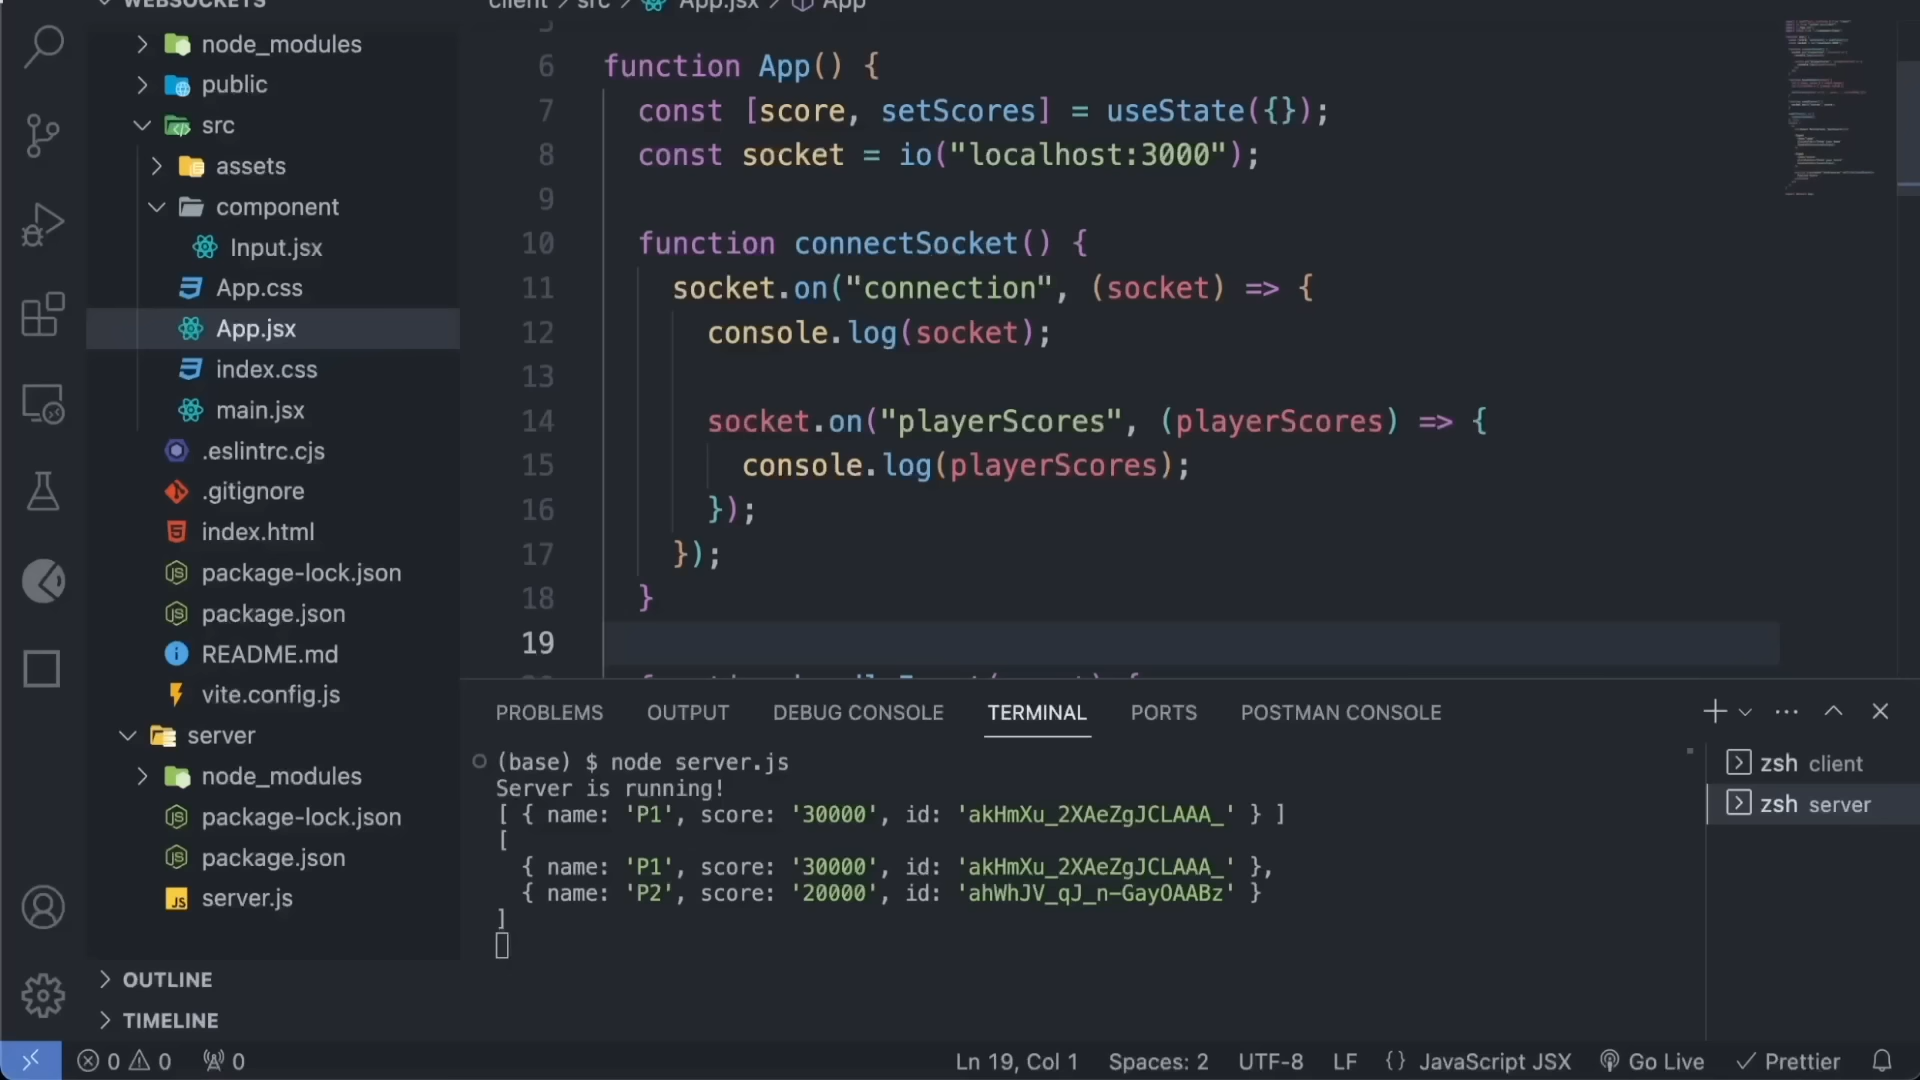 WEBSOCKETS
node_modules
public
src
assets
component
Input.jsx
App.css
App.jsx
index.css
main.jsx
.eslintrc.cjs
.gitignore
index.html
package-lock.json
package.json
README.md
vite.config.js
server
node_modules
package-lock.json
package.json
server.js
OUTLINE
TIMELINE
client > src > App.jsx > App
5
6 function App() {
7 const [score, setScores] = useState({});
8 const socket = io("localhost:3000");
9
10 function connectSocket() {
11 socket.on("connection", (socket) => {
12 console.log(socket);
13
14 socket.on("playerScores", (playerScores) => {
15 console.log(playerScores);
16 });
17 });
18 }
19
PROBLEMS OUTPUT DEBUG CONSOLE TERMINAL PORTS POSTMAN CONSOLE
(base) $ node server.js
Server is running!
[ { name: 'P1', score: '30000', id: 'akHmXu_2XAeZgJCLAAA_' } ]
[
{ name: 'P1', score: '30000', id: 'akHmXu_2XAeZgJCLAAA_' },
{ name: 'P2', score: '20000', id: 'ahWhJV_qJ_n-GayOAABz' }
]
zsh client
zsh server
0 0 0 Ln 19, Col 1 Spaces: 2 UTF-8 LF {} JavaScript JSX Go Live Prettier